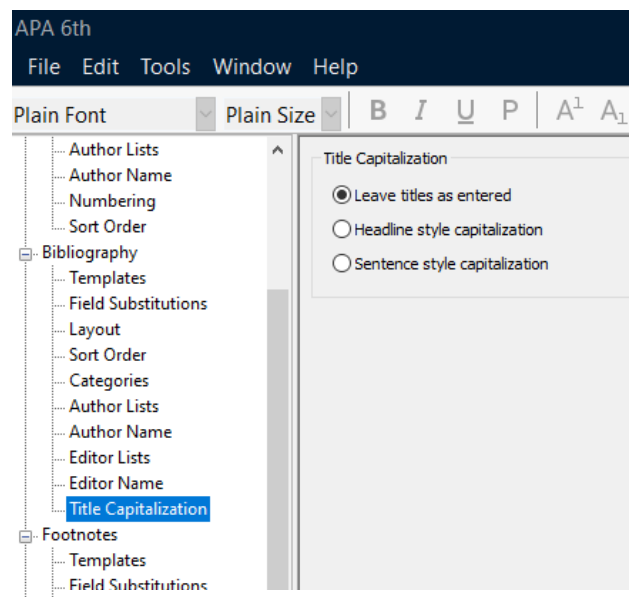 APA 6th
File Edit Tools Window Help
Plain Font Plain Size B I U P A1 A1
Author Lists
Author Name
Numbering
Sort Order
Bibliography
Templates
Field Substitutions
Layout
Sort Order
Categories
Author Lists
Author Name
Editor Lists
Editor Name
Title Capitalization
Footnotes
Templates
Field Substitutions
Title Capitalization
Leave titles as entered
Headline style capitalization
Sentence style capitalization